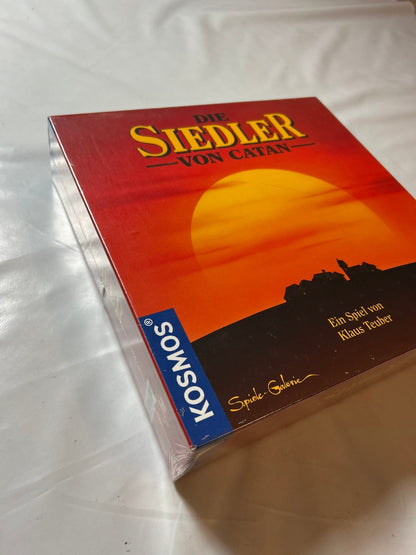 DIE
SIEDLER
VON CATAN
Ein Spiel von
Klaus Teuber
KOSMOS®
Spiele-Galerie